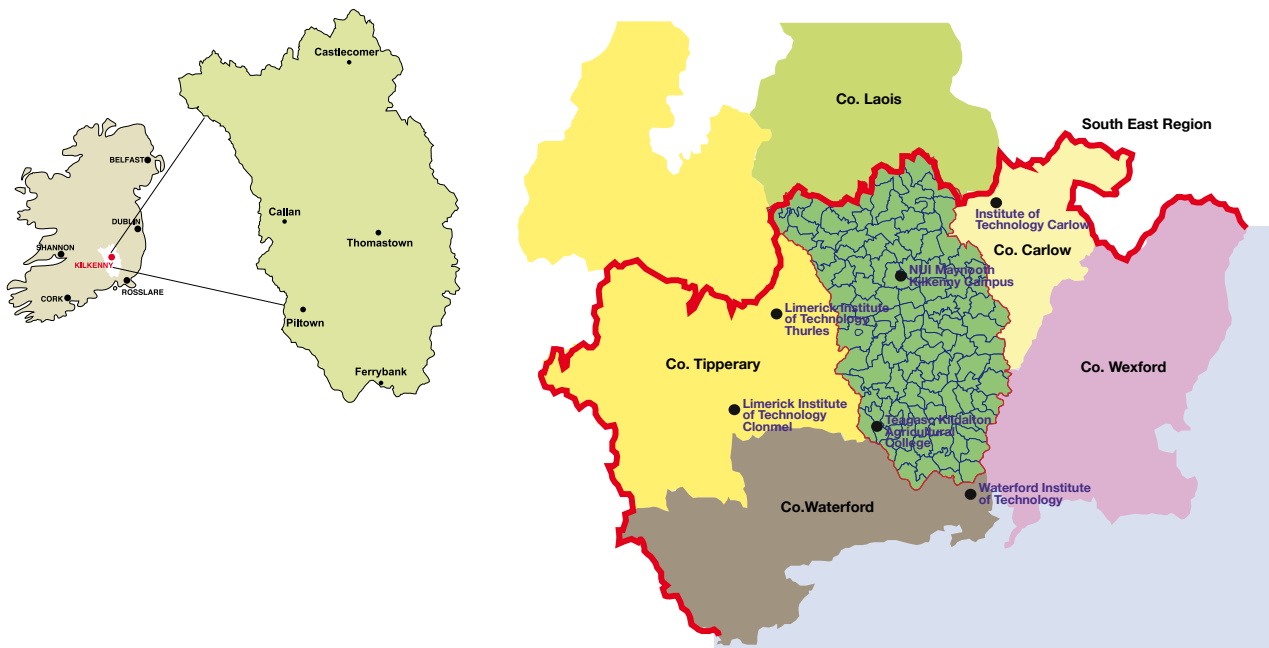 Castlecomer
BELFAST
DUBLIN
SHANNON
KILKENNY
ROSSLARE
CORK
Callan
Thomastown
Piltown
Ferrybank
Co. Laois
South East Region
Institute of
Technology Carlow
Co. Carlow
NUI Maynooth
Kilkenny Campus
Limerick Institute
of Technology
Thurles
Co. Tipperary
Co. Wexford
Limerick Institute
of Technology
Clonmel
Teagasc Kildalton
Agricultural
College
Waterford Institute
of Technology
Co.Waterford